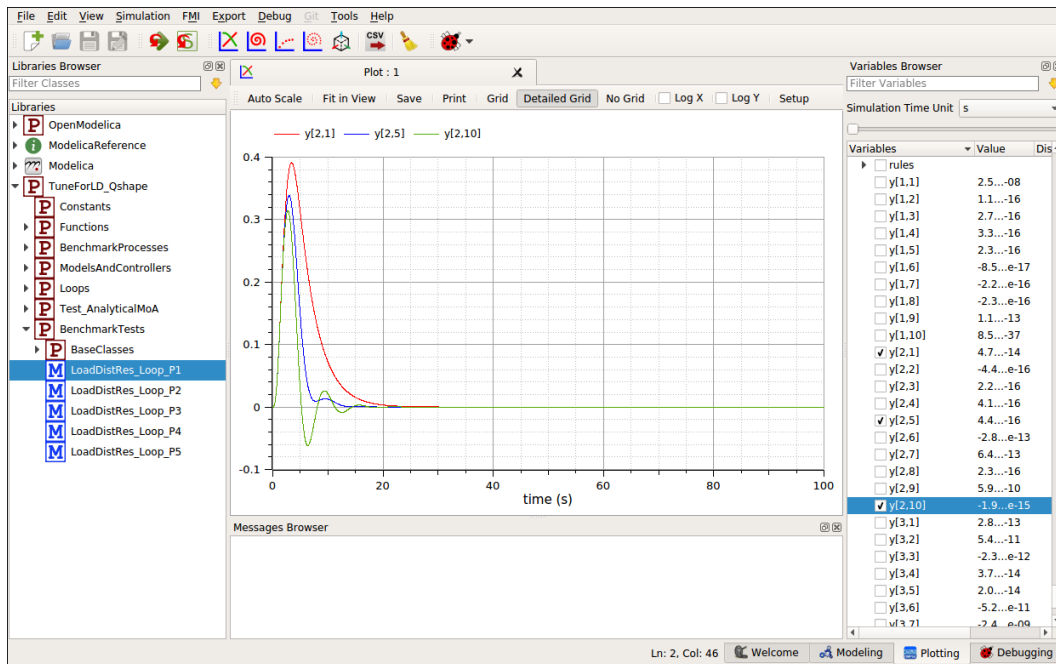 File Edit View Simulation FMI Export Debug Git Tools Help
CSV
Libraries Browser
Filter Classes
Libraries
P OpenModelica
i ModelicaReference
Modelica
P TuneForLD_Qshape
P Constants
P Functions
P BenchmarkProcesses
P ModelsAndControllers
P Loops
P Test_AnalyticalMoA
P BenchmarkTests
P BaseClasses
M LoadDistRes_Loop_P1
M LoadDistRes_Loop_P2
M LoadDistRes_Loop_P3
M LoadDistRes_Loop_P4
M LoadDistRes_Loop_P5
Plot : 1
Auto Scale Fit in View Save Print Grid Detailed Grid No Grid Log X Log Y Setup
y[2,1] y[2,5] y[2,10]
0.4
0.3
0.2
0.1
0
-0.1
0 20 40 60 80 100
time (s)
Messages Browser
Variables Browser
Filter Variables
Simulation Time Unit s
Variables Value Dis
rules
y[1,1] 2.5...-08
y[1,2] 1.1...-16
y[1,3] 2.7...-16
y[1,4] 3.3...-16
y[1,5] 2.3...-16
y[1,6] -8.5...e-17
y[1,7] -2.2...e-16
y[1,8] -2.3...e-16
y[1,9] 1.1...-13
y[1,10] 8.5...-37
y[2,1] 4.7...-14
y[2,2] -4.4...e-16
y[2,3] 2.2...-16
y[2,4] 4.1...-16
y[2,5] 4.4...-16
y[2,6] -2.8...e-13
y[2,7] 6.4...-13
y[2,8] 2.3...-16
y[2,9] 5.9...-10
y[2,10] -1.9...e-15
y[3,1] 2.8...-13
y[3,2] 5.4...-11
y[3,3] -2.3...e-12
y[3,4] 3.7...-14
y[3,5] 2.0...-14
y[3,6] -5.2...e-11
y[3,7] -2.4...e-09
Ln: 2, Col: 46 Welcome Modeling Plotting Debugging